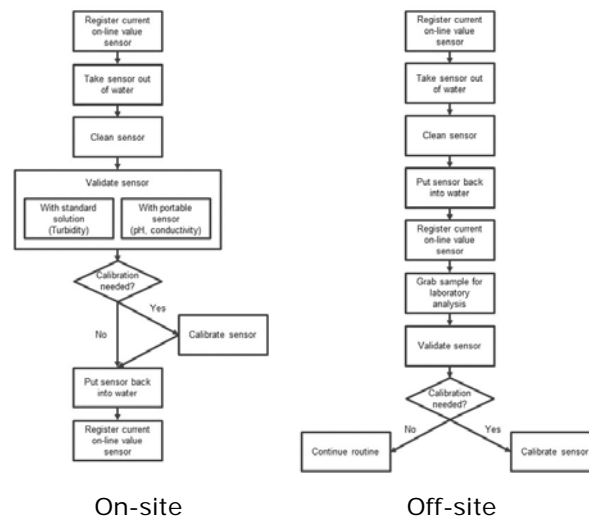 Register current
on-line value
sensor
Take sensor out
of water
Clean sensor
Validate sensor
With standard
solution
(Turbidity)
With portable
sensor
(pH, conductivity)
Calibration
needed?
Yes
No
Calibrate sensor
Put sensor back
into water
Register current
on-line value
sensor
On-site
Register current
on-line value
sensor
Take sensor out
of water
Clean sensor
Put sensor back
into water
Register current
on-line value
sensor
Grab sample for
laboratory
analysis
Validate sensor
Calibration
needed?
No
Yes
Continue routine
Calibrate sensor
Off-site